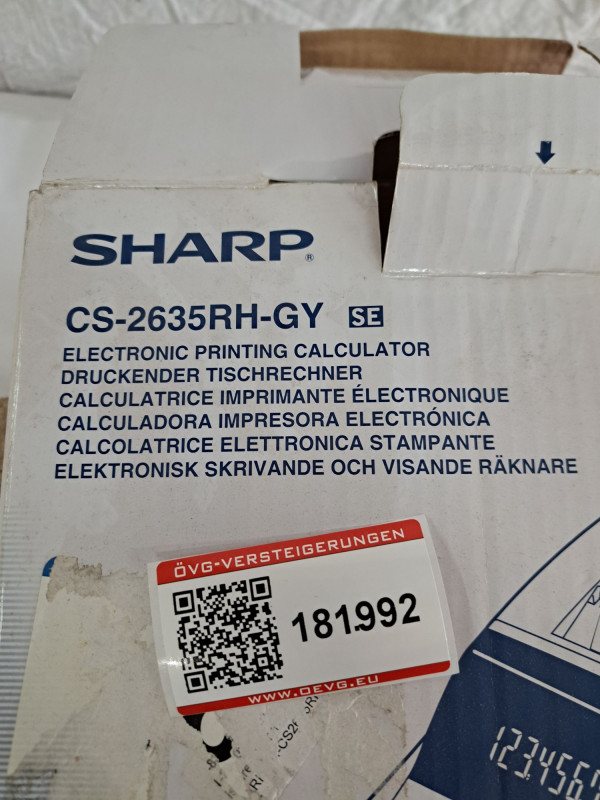 SHARP®
CS-2635RH-GY SE
ELECTRONIC PRINTING CALCULATOR
DRUCKENDER TISCHRECHNER
CALCULATRICE IMPRIMANTE ÉLECTRONIQUE
CALCULADORA IMPRESORA ELECTRÓNICA
CALCOLATRICE ELETTRONICA STAMPANTE
ELEKTRONISK SKRIVANDE OCH VISANDE RÄKNARE
ÖVG-VERSTEIGERUNGEN
181992
WWW.OEVG.EU
1234567